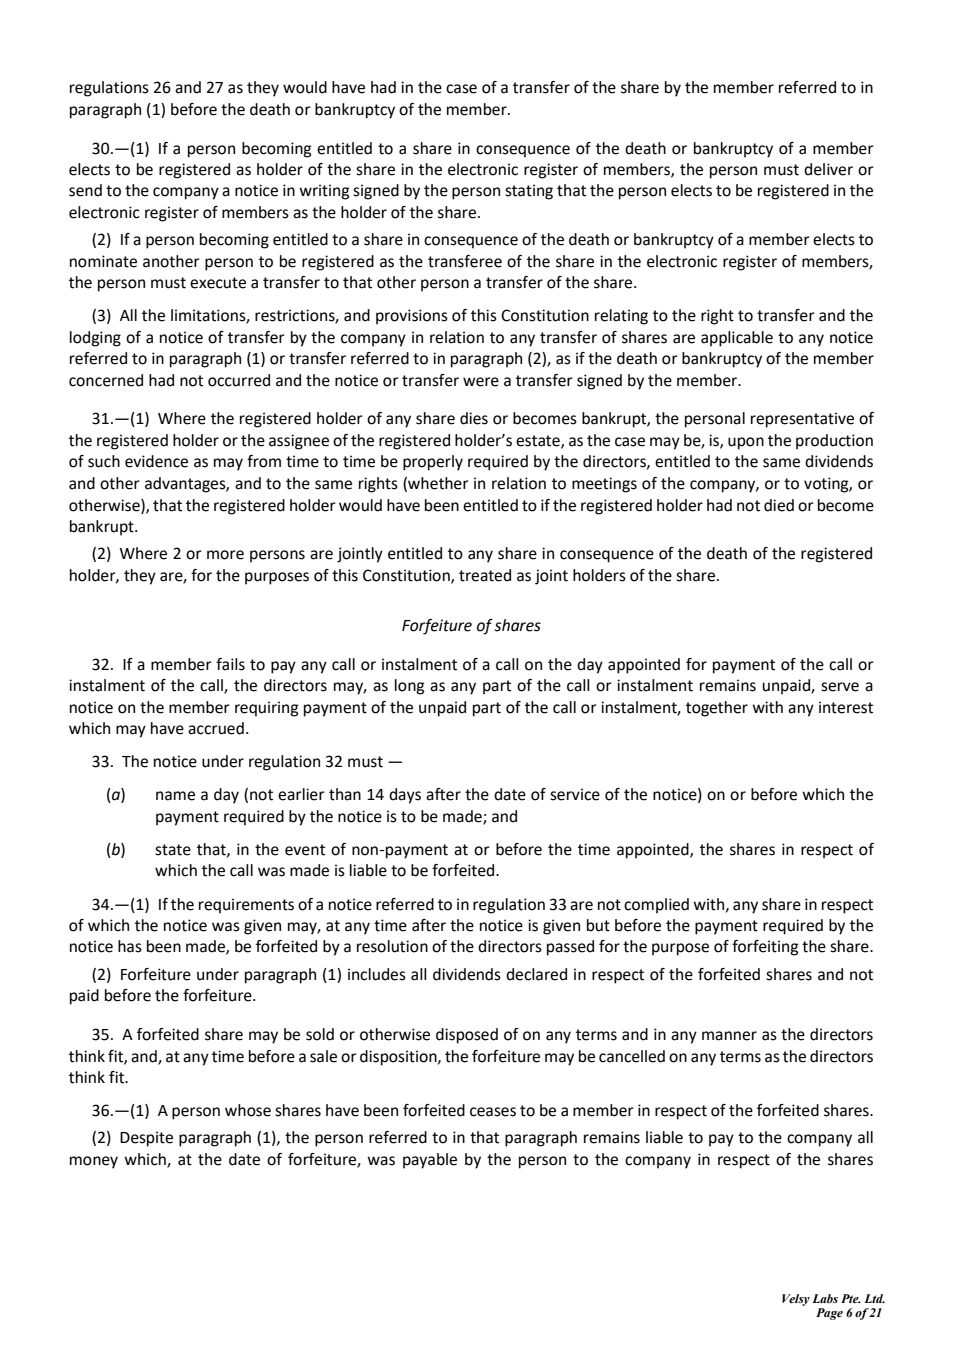 regulations 26 and 27 as they would have had in the case of a transfer of the share by the member referred to in
paragraph (1) before the death or bankruptcy of the member.
30.—(1) If a person becoming entitled to a share in consequence of the death or bankruptcy of a member
elects to be registered as holder of the share in the electronic register of members, the person must deliver or
send to the company a notice in writing signed by the person stating that the person elects to be registered in the
electronic register of members as the holder of the share.
(2) If a person becoming entitled to a share in consequence of the death or bankruptcy of a member elects to
nominate another person to be registered as the transferee of the share in the electronic register of members,
the person must execute a transfer to that other person a transfer of the share.
(3) All the limitations, restrictions, and provisions of this Constitution relating to the right to transfer and the
lodging of a notice of transfer by the company in relation to any transfer of shares are applicable to any notice
referred to in paragraph (1) or transfer referred to in paragraph (2), as if the death or bankruptcy of the member
concerned had not occurred and the notice or transfer were a transfer signed by the member.
31.—(1) Where the registered holder of any share dies or becomes bankrupt, the personal representative of
the registered holder or the assignee of the registered holder’s estate, as the case may be, is, upon the production
of such evidence as may from time to time be properly required by the directors, entitled to the same dividends
and other advantages, and to the same rights (whether in relation to meetings of the company, or to voting, or
otherwise), that the registered holder would have been entitled to if the registered holder had not died or become
bankrupt.
(2) Where 2 or more persons are jointly entitled to any share in consequence of the death of the registered
holder, they are, for the purposes of this Constitution, treated as joint holders of the share.
Forfeiture of shares
32. If a member fails to pay any call or instalment of a call on the day appointed for payment of the call or
instalment of the call, the directors may, as long as any part of the call or instalment remains unpaid, serve a
notice on the member requiring payment of the unpaid part of the call or instalment, together with any interest
which may have accrued.
33. The notice under regulation 32 must —
(a) name a day (not earlier than 14 days after the date of service of the notice) on or before which the
payment required by the notice is to be made; and
(b) state that, in the event of non-payment at or before the time appointed, the shares in respect of
which the call was made is liable to be forfeited.
34.—(1) If the requirements of a notice referred to in regulation 33 are not complied with, any share in respect
of which the notice was given may, at any time after the notice is given but before the payment required by the
notice has been made, be forfeited by a resolution of the directors passed for the purpose of forfeiting the share.
(2) Forfeiture under paragraph (1) includes all dividends declared in respect of the forfeited shares and not
paid before the forfeiture.
35. A forfeited share may be sold or otherwise disposed of on any terms and in any manner as the directors
think fit, and, at any time before a sale or disposition, the forfeiture may be cancelled on any terms as the directors
think fit.
36.—(1) A person whose shares have been forfeited ceases to be a member in respect of the forfeited shares.
(2) Despite paragraph (1), the person referred to in that paragraph remains liable to pay to the company all
money which, at the date of forfeiture, was payable by the person to the company in respect of the shares
Velsy Labs Pte. Ltd.
Page 6 of 21